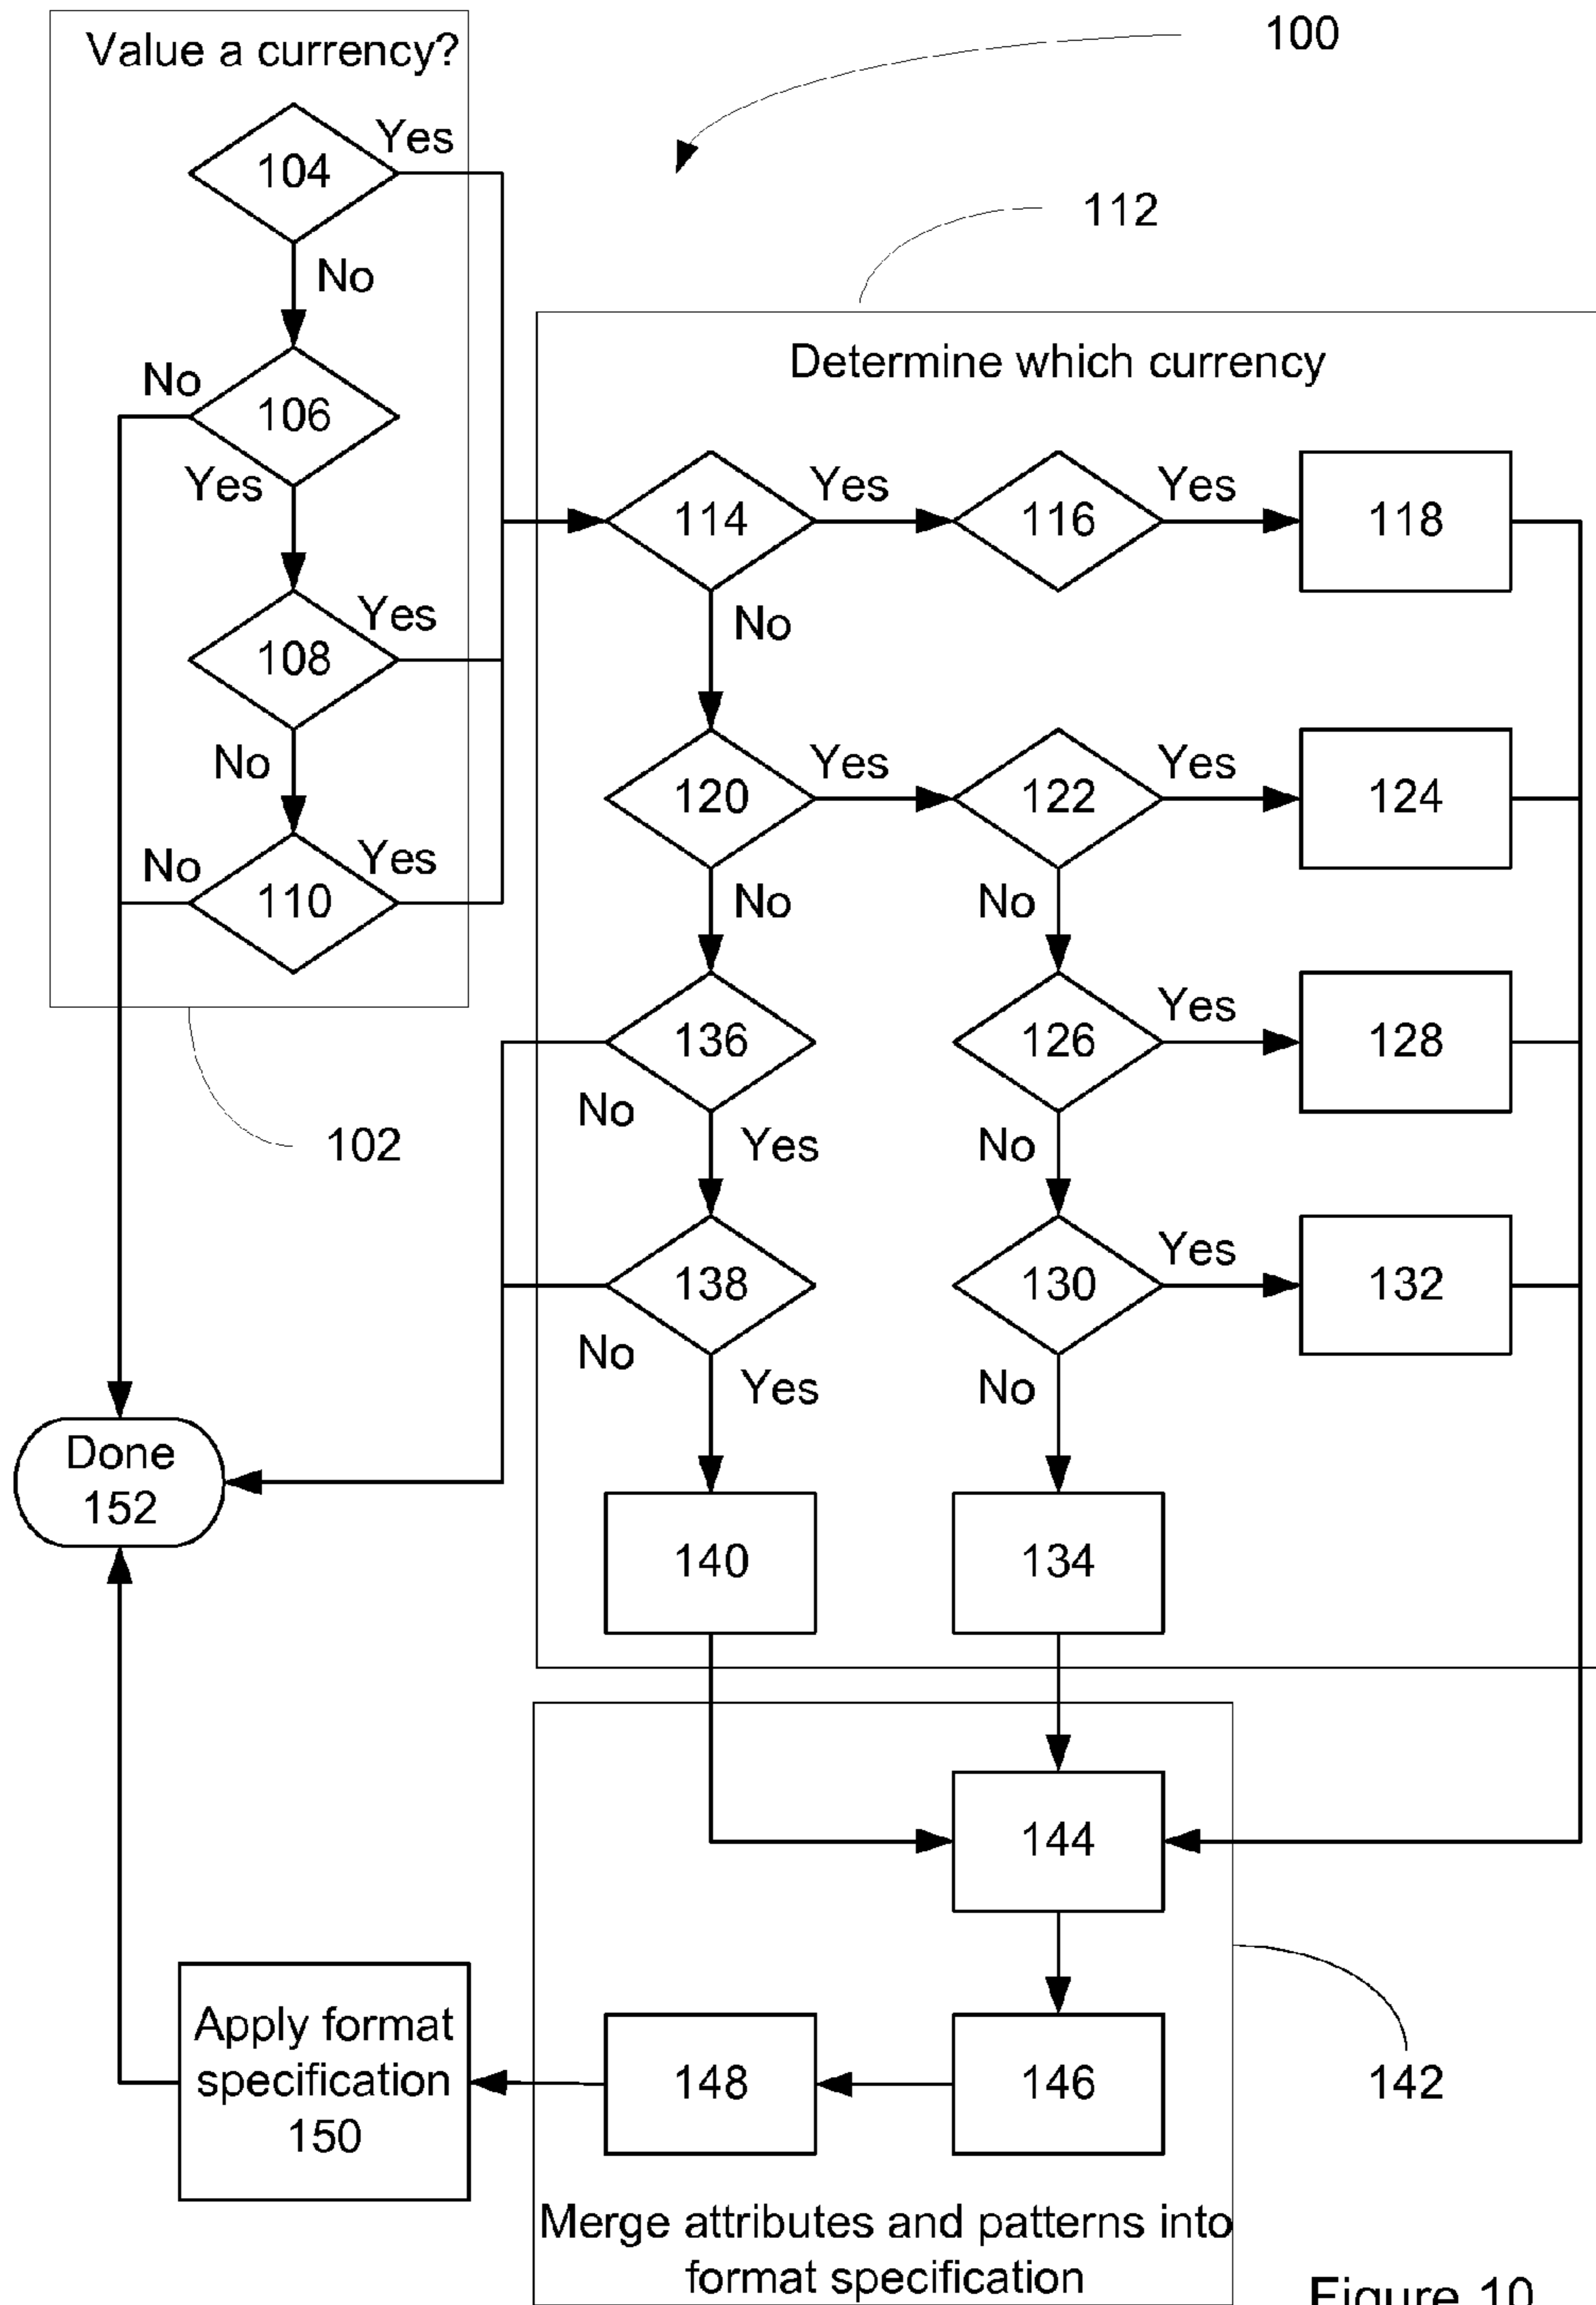 Value a currency?
100
104
Yes
No
112
Determine which currency
No
106
Yes
114
Yes
116
Yes
118
No
108
Yes
No
120
Yes
122
Yes
124
No
No
No
110
Yes
136
No
Yes
126
Yes
128
No
102
138
No
Yes
130
Yes
132
No
Done
152
140
134
144
Apply format
specification
150
148
146
142
Merge attributes and patterns into
format specification
Figure 10